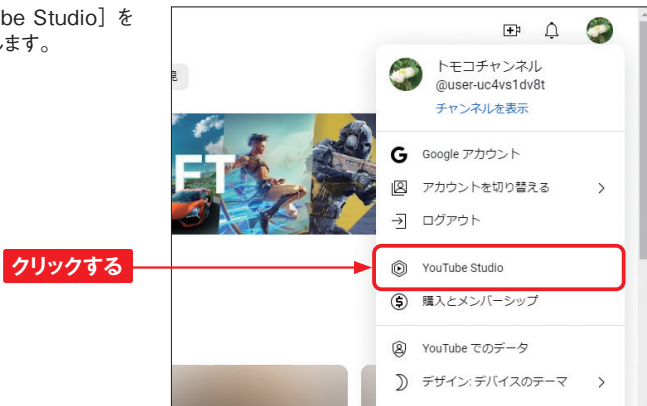 be Studio］を
ます。
トモコチャンネル
@user-uc4vs1dv8t
チャンネルを表示
FT
G Google アカウント
アカウントを切り替える
ログアウト
クリックする
YouTube Studio
購入とメンバーシップ
YouTube でのデータ
デザイン: デバイスのテーマ